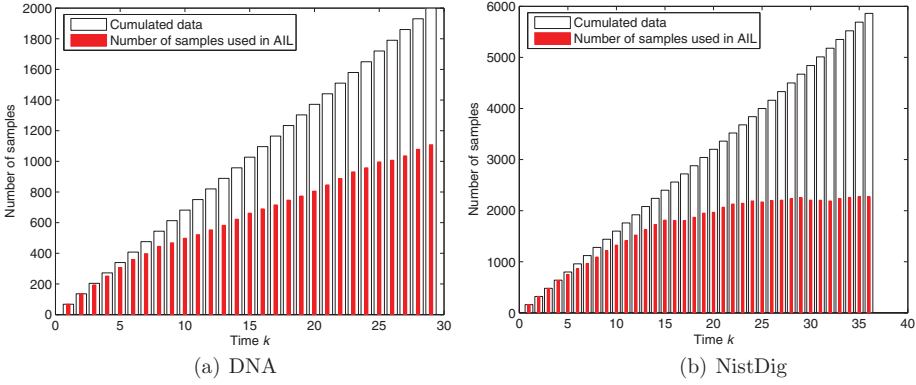 2000
1800
1600
1400
1200
1000
800
600
400
200
0
Number of samples
Cumulated data
Number of samples used in AIL
0 5 10 15 20 25 30
Time k
(a) DNA
6000
5000
4000
3000
2000
1000
0
Number of samples
Cumulated data
Number of samples used in AIL
0 5 10 15 20 25 30 35 40
Time k
(b) NistDig